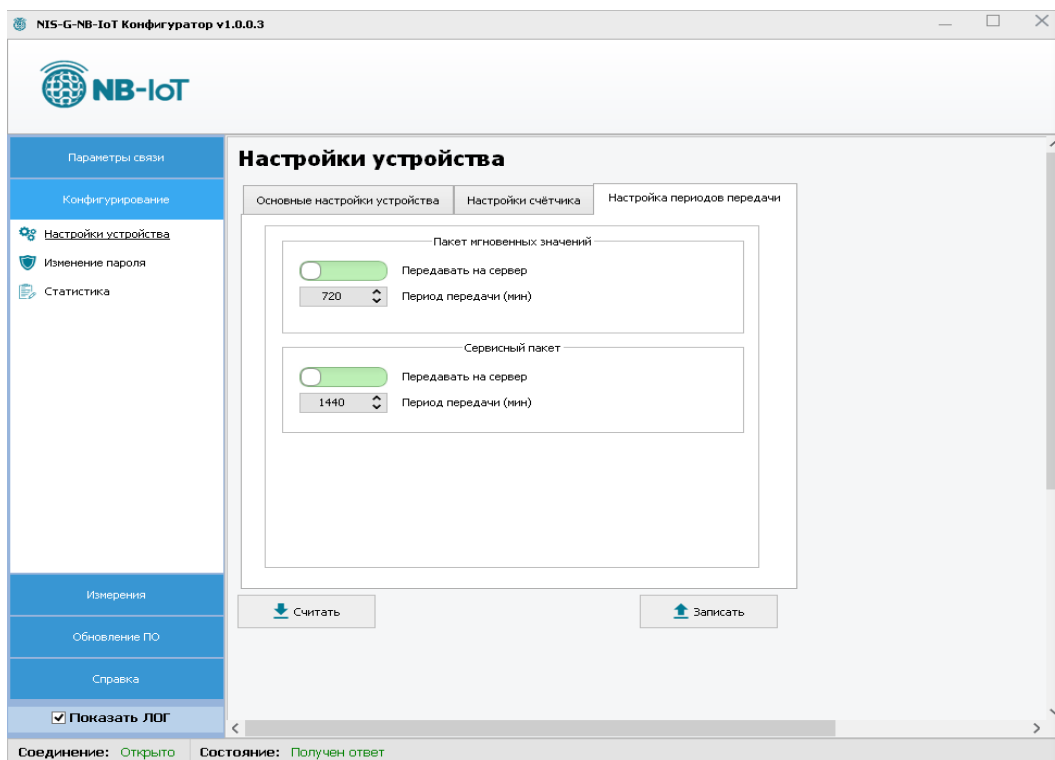 NIS-G-NB-IoT Конфигуратор v1.0.0.3
NB-IoT
Параметры связи
Конфигурирование
Настройки устройства
Изменение пароля
Статистика
Измерения
Обновление ПО
Справка
Показать ЛОГ
Настройки устройства
Основные настройки устройства
Настройки счётчика
Настройка периодов передачи
Пакет мгновенных значений
Передавать на сервер
720 Период передачи (мин)
Сервисный пакет
Передавать на сервер
1440 Период передачи (мин)
Считать
Записать
Соединение: Открыто Состояние: Получен ответ